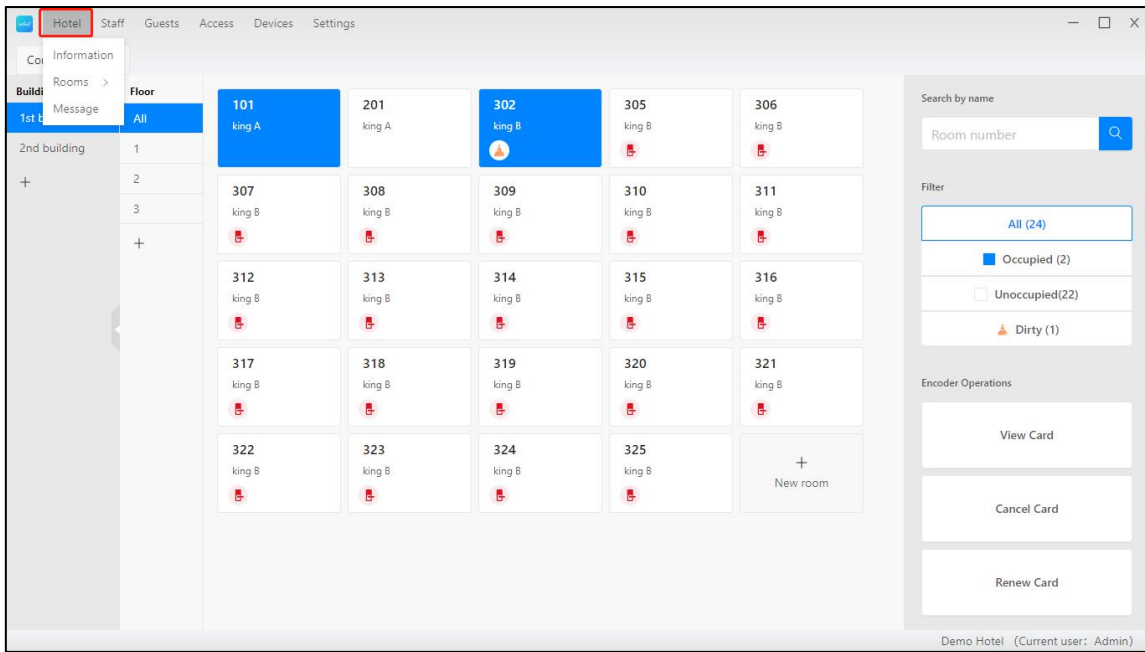 Hotel Staff Guests Access Devices Settings
Information
Rooms
Message
Floor
All
2nd building
1
2
3
101
king A
201
king A
302
king B
305
king B
306
king B
307
king B
308
king B
309
king B
310
king B
311
king B
312
king B
313
king B
314
king B
315
king B
316
king B
317
king B
318
king B
319
king B
320
king B
321
king B
322
king B
323
king B
324
king B
325
king B
+
New room
Search by name
Room number
Filter
All (24)
Occupied (2)
Unoccupied(22)
Dirty (1)
Encoder Operations
View Card
Cancel Card
Renew Card
Demo Hotel (Current user: Admin)